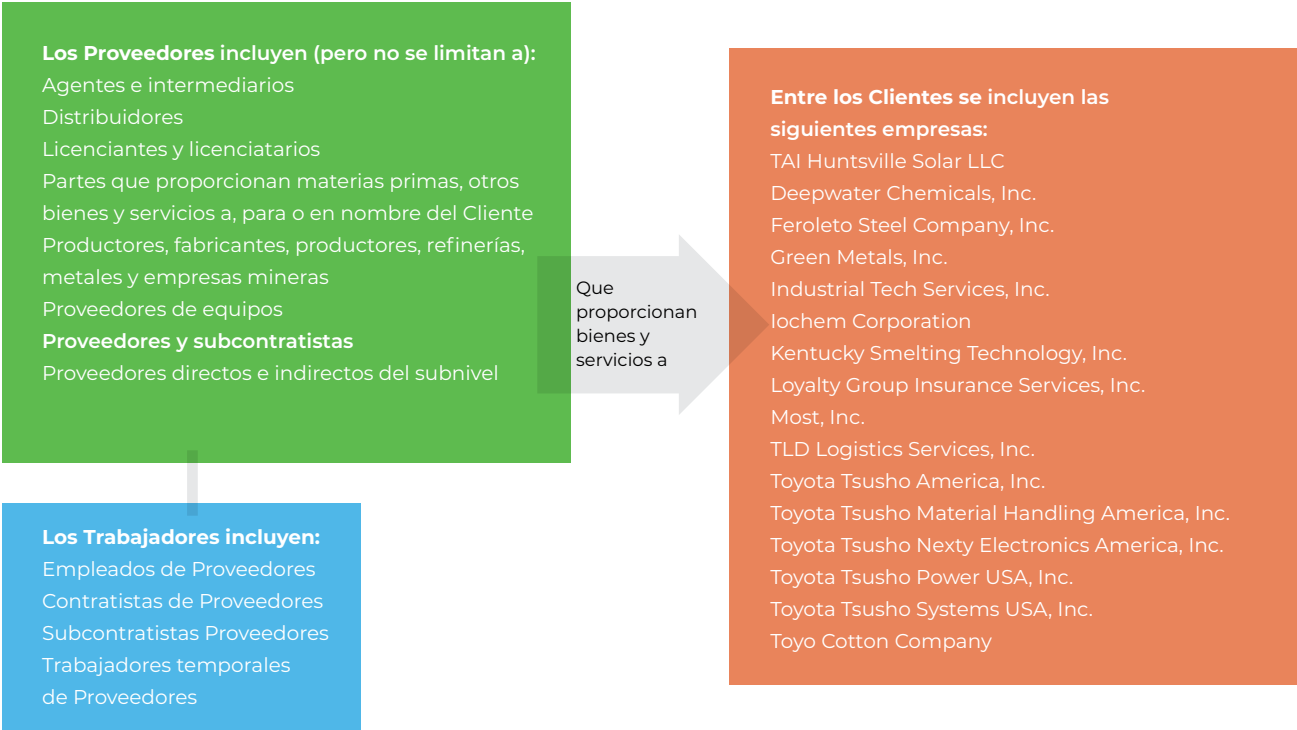 Los Proveedores incluyen (pero no se limitan a):
Agentes e intermediarios
Distribuidores
Licenciantes y licenciatarios
Partes que proporcionan materias primas, otros
bienes y servicios a, para o en nombre del Cliente
Productores, fabricantes, productores, refinerías,
metales y empresas mineras
Proveedores de equipos
Proveedores y subcontratistas
Proveedores directos e indirectos del subnivel
Los Trabajadores incluyen:
Empleados de Proveedores
Contratistas de Proveedores
Subcontratistas Proveedores
Trabajadores temporales
de Proveedores
Que
proporcionan
bienes y
servicios a
Entre los Clientes se incluyen las
siguientes empresas:
TAI Huntsville Solar LLC
Deepwater Chemicals, Inc.
Feroleto Steel Company, Inc.
Green Metals, Inc.
Industrial Tech Services, Inc.
Iochem Corporation
Kentucky Smelting Technology, Inc.
Loyalty Group Insurance Services, Inc.
Most, Inc.
TLD Logistics Services, Inc.
Toyota Tsusho America, Inc.
Toyota Tsusho Material Handling America, Inc.
Toyota Tsusho Nexty Electronics America, Inc.
Toyota Tsusho Power USA, Inc.
Toyota Tsusho Systems USA, Inc.
Toyo Cotton Company